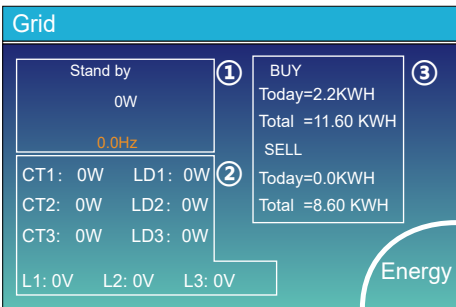 Grid
Stand by
0W
0.0Hz
①
CT1: 0W LD1: 0W
CT2: 0W LD2: 0W
CT3: 0W LD3: 0W
L1: 0V L2: 0V L3: 0V
②
BUY
Today=2.2KWH
Total =11.60 KWH
SELL
Today=0.0KWH
Total =8.60 KWH
③
Energy